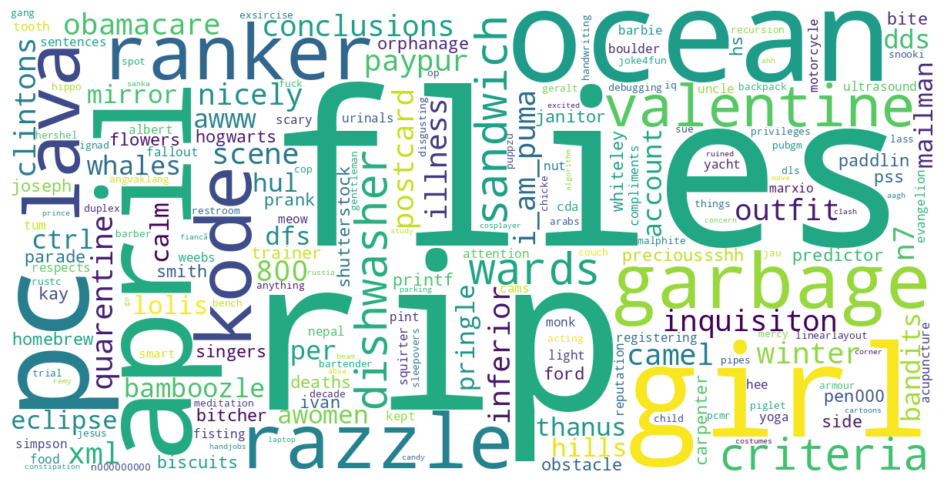 gang
exsircise
tooth
obamacare
conclusions
sentences
spot
ranker
orphanage
paypur
ocean
handwriting
barbie
boulder
joke4fun
hs
recursion
ahh
motorcycle
bite
snooki
dds
clintons
lava
hippo
sanka
mirror
nicely
fuck
op
scary
urinals
disgusting
sandwich
geralt
debugging
iq
uncle
backpack
ultrasound
janitor
excited
valentine
mailman
hershel
albert
awww
ignad
flowers
hogwarts
whales
fallout
scene
cop
flies
postcard
illness
puppzu
i_am_puma
nut
whiteley
compliments
account
sue
privileges
pubgm
lass
ruined
yacht
dls
paddlin
joseph
angvaklang
tum
duplex
restroom
hul
prank
shutterstock
dishwasher
cda
arabs
chicke
algorithm
marxio
things
wave
pss
outfit
concern
clash
aagh
evangelion
prince
barber
fiancà
genttleman
study
cosplayer
malphite
n7
ctrl
calm
dfs
meow
parade
weebs
trainer
attention
couch
precioussshh
jau
predictor
respects
rustc
smith
800
anything
russia
printf
cams
wards
garbage
kay
quarentine
april
kode
go
bench
parking
pc
lolis
rip
homebrew
smart
singers
per
nepal
pint
pringle
inferior
monk
acting
registering
inquisiton
mercy
linearlayout
bandits
acupuncture
trial
remy
bamboozle
beam
bartender
absa
squirter
sleepovers
light
ford
reputation
camel
pipes
winter
corner
meditation
deaths
decade
ivan
kept
girl
hee
armour
pen000
eclipse
bitcher
awomen
child
carpenter
pcmr
piglet
cartoons
yoga
side
jesus
fisting
handjobs
thanus
simpson
xml
food
biscuits
laptop
razzle
candy
hills
obstacle
costumes
criteria
constipation
n000000000